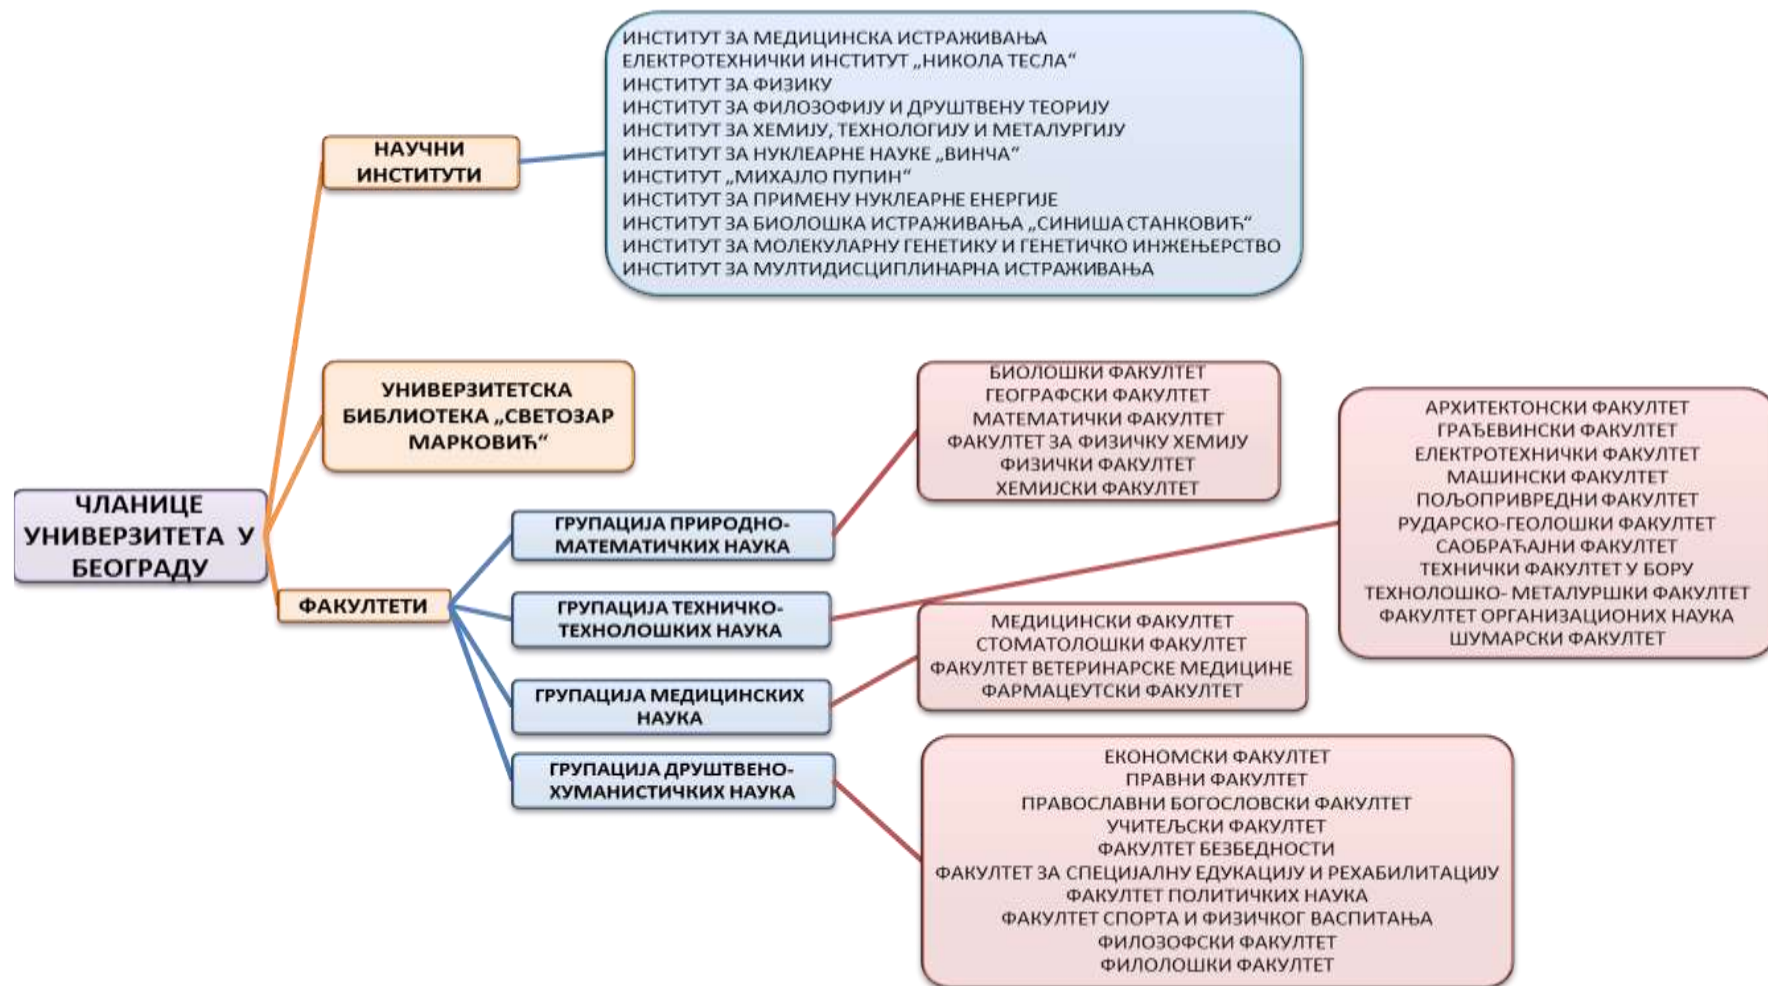 ИНСТИТУТ ЗА МЕДИЦИНСКА ИСТРАЖИВАЊА
ЕЛЕКТРОТЕХНИЧКИ ИНСТИТУТ „НИКОЛА ТЕСЛА“
ИНСТИТУТ ЗА ФИЗИКУ
ИНСТИТУТ ЗА ФИЛОЗОФИЈУ И ДРУШТВЕНУ ТЕОРИЈУ
ИНСТИТУТ ЗА ХЕМИЈУ, ТЕХНОЛОГИЈУ И МЕТАЛУРГИЈУ
ИНСТИТУТ ЗА НУКЛЕАРНЕ НАУКЕ „ВИНЧА“
ИНСТИТУТ „МИХАЈЛО ПУПИН“
ИНСТИТУТ ЗА ПРИМЕНУ НУКЛЕАРНЕ ЕНЕРГИЈЕ
ИНСТИТУТ ЗА БИОЛОШКА ИСТРАЖИВАЊА „СИНИША СТАНКОВИЋ“
ИНСТИТУТ ЗА МОЛЕКУЛАРНУ ГЕНЕТИКУ И ГЕНЕТИЧКО ИНЖЕЊЕРСТВО
ИНСТИТУТ ЗА МУЛТИДИСЦИПЛИНАРНА ИСТРАЖИВАЊА
НАУЧНИ
ИНСТИТУТИ
УНИВЕРЗИТЕТСКА
БИБЛИОТЕКА „СВЕТОЗАР
МАРКОВИЋ“
ЧЛАНИЦЕ
УНИВЕРЗИТЕТА У
БЕОГРАДУ
ФАКУЛТЕТИ
ГРУПАЦИЈА ПРИРОДНО-
МАТЕМАТИЧКИХ НАУКА
БИОЛОШКИ ФАКУЛТЕТ
ГЕОГРАФСКИ ФАКУЛТЕТ
МАТЕМАТИЧКИ ФАКУЛТЕТ
ФАКУЛТЕТ ЗА ФИЗИЧКУ ХЕМИЈУ
ФИЗИЧКИ ФАКУЛТЕТ
ХЕМИЈСКИ ФАКУЛТЕТ
ГРУПАЦИЈА ТЕХНИЧКО-
ТЕХНОЛОШКИХ НАУКА
АРХИТЕКТОНСКИ ФАКУЛТЕТ
ГРАЂЕВИНСКИ ФАКУЛТЕТ
ЕЛЕКТРОТЕХНИЧКИ ФАКУЛТЕТ
МАШИНСКИ ФАКУЛТЕТ
ПОЉОПРИВРЕДНИ ФАКУЛТЕТ
РУДАРСКО-ГЕОЛОШКИ ФАКУЛТЕТ
САОБРАЋАЈНИ ФАКУЛТЕТ
ТЕХНИЧКИ ФАКУЛТЕТ У БОРУ
ТЕХНОЛОШКО- МЕТАЛУРШКИ ФАКУЛТЕТ
ФАКУЛТЕТ ОРГАНИЗАЦИОНИХ НАУКА
ШУМАРСКИ ФАКУЛТЕТ
ГРУПАЦИЈА МЕДИЦИНСКИХ
НАУКА
МЕДИЦИНСКИ ФАКУЛТЕТ
СТОМАТОЛОШКИ ФАКУЛТЕТ
ФАКУЛТЕТ ВЕТЕРИНАРСКЕ МЕДИЦИНЕ
ФАРМАЦЕУТСКИ ФАКУЛТЕТ
ГРУПАЦИЈА ДРУШТВЕНО-
ХУМАНИСТИЧКИХ НАУКА
ЕКОНОМСКИ ФАКУЛТЕТ
ПРАВНИ ФАКУЛТЕТ
ПРАВОСЛАВНИ БОГОСЛОВСКИ ФАКУЛТЕТ
УЧИТЕЉСКИ ФАКУЛТЕТ
ФАКУЛТЕТ БЕЗБЕДНОСТИ
ФАКУЛТЕТ ЗА СПЕЦИЈАЛНУ ЕДУКАЦИЈУ И РЕХАБИЛИТАЦИЈУ
ФАКУЛТЕТ ПОЛИТИЧКИХ НАУКА
ФАКУЛТЕТ СПОРТА И ФИЗИЧКОГ ВАСПИТАЊА
ФИЛОЗОФСКИ ФАКУЛТЕТ
ФИЛОЛОШКИ ФАКУЛТЕТ